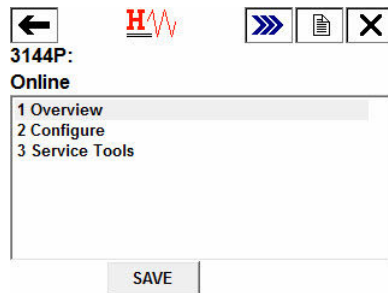 H
3144P:
Online
1 Overview
2 Configure
3 Service Tools
SAVE